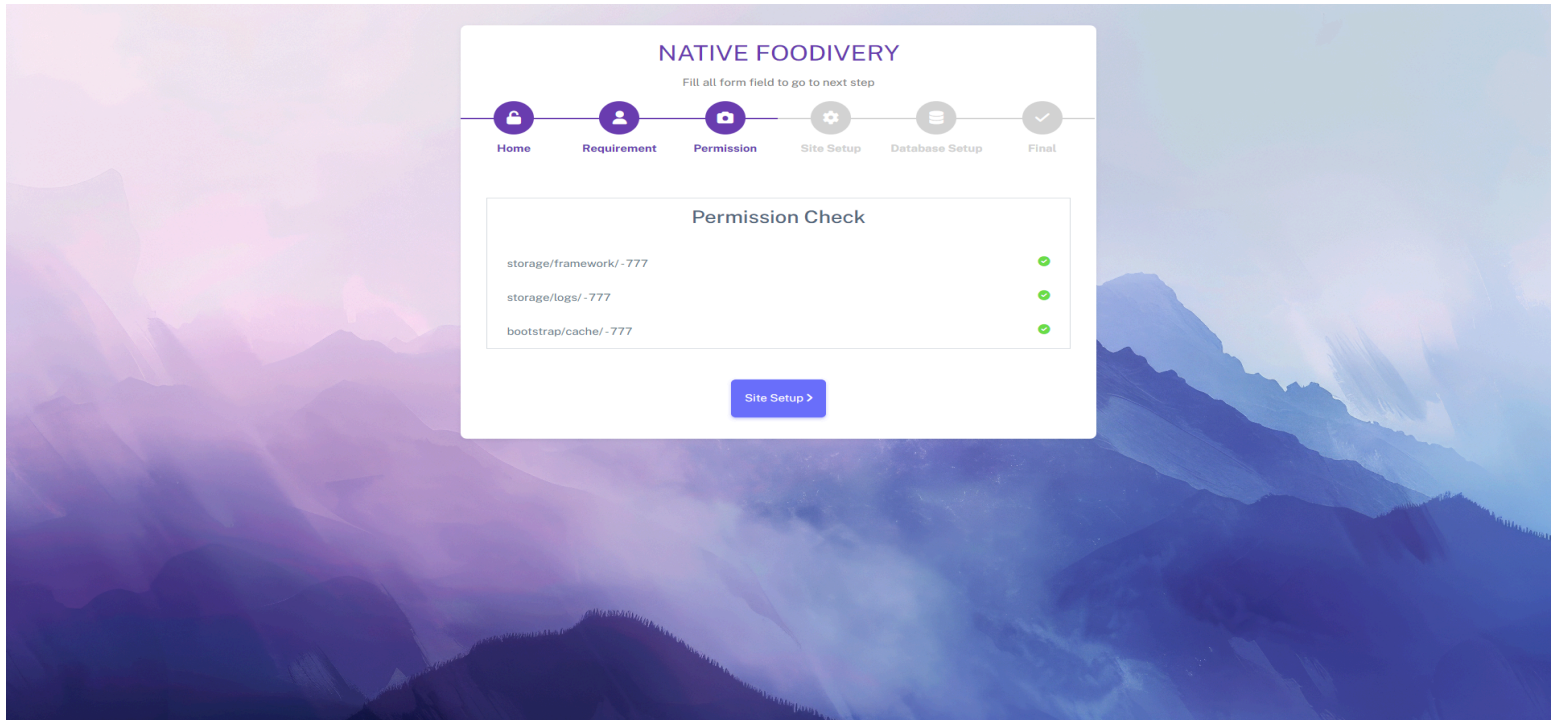 NATIVE FOODIVERY
Fill all form field to go to next step
Home Requirement Permission Site Setup Database Setup Final
Permission Check
storage/framework/ - 777
storage/logs/ - 777
bootstrap/cache/ - 777
Site Setup >